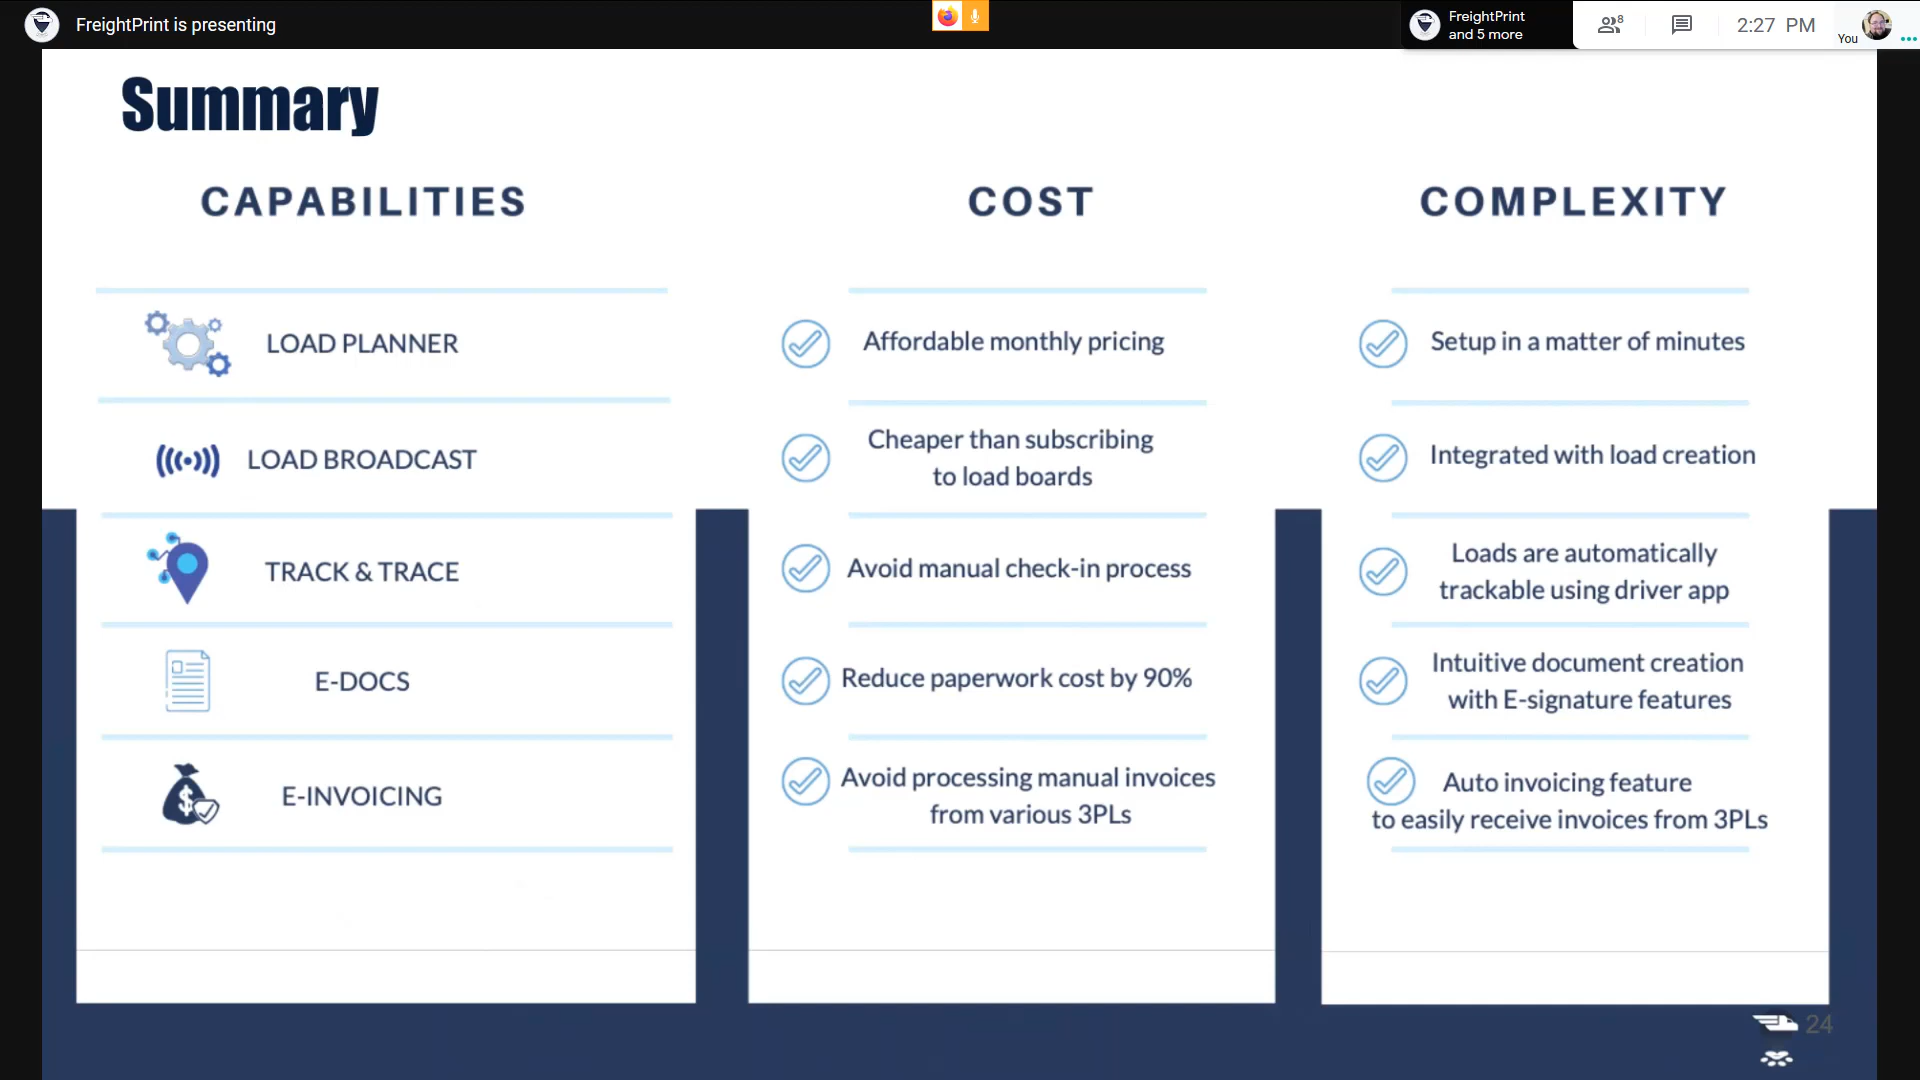 FreightPrint is presenting
FreightPrint
and 5 more
8
2:27 PM
You
Summary
CAPABILITIES
COST
COMPLEXITY
LOAD PLANNER
Affordable monthly pricing
Setup in a matter of minutes
LOAD BROADCAST
Cheaper than subscribing
to load boards
Integrated with load creation
TRACK & TRACE
Avoid manual check-in process
Loads are automatically
trackable using driver app
E-DOCS
Reduce paperwork cost by 90%
Intuitive document creation
with E-signature features
E-INVOICING
Avoid processing manual invoices
from various 3PLs
Auto invoicing feature
to easily receive invoices from 3PLs
24